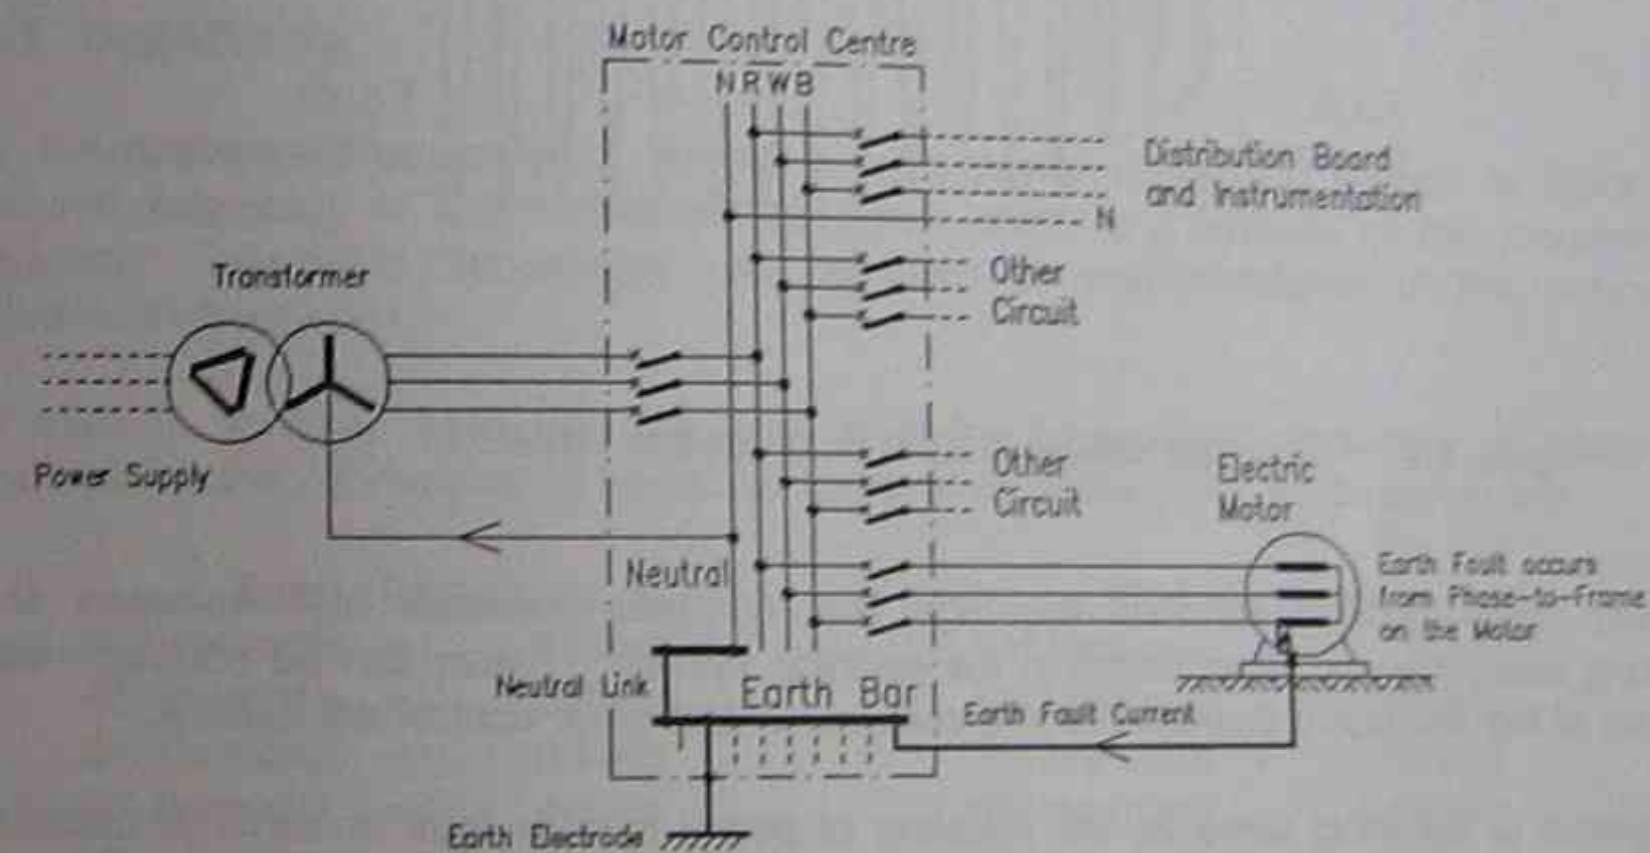 Motor Control Centre
N R W B
Distribution Board
and Instrumentation
N
Transformer
Other
Circuit
Power Supply
Other
Circuit
Electric
Motor
Neutral
Earth Fault occurs
from Phase-to-Frame
on the Motor
Neutral Link
Earth Bar
Earth Fault Current
Earth Electrode